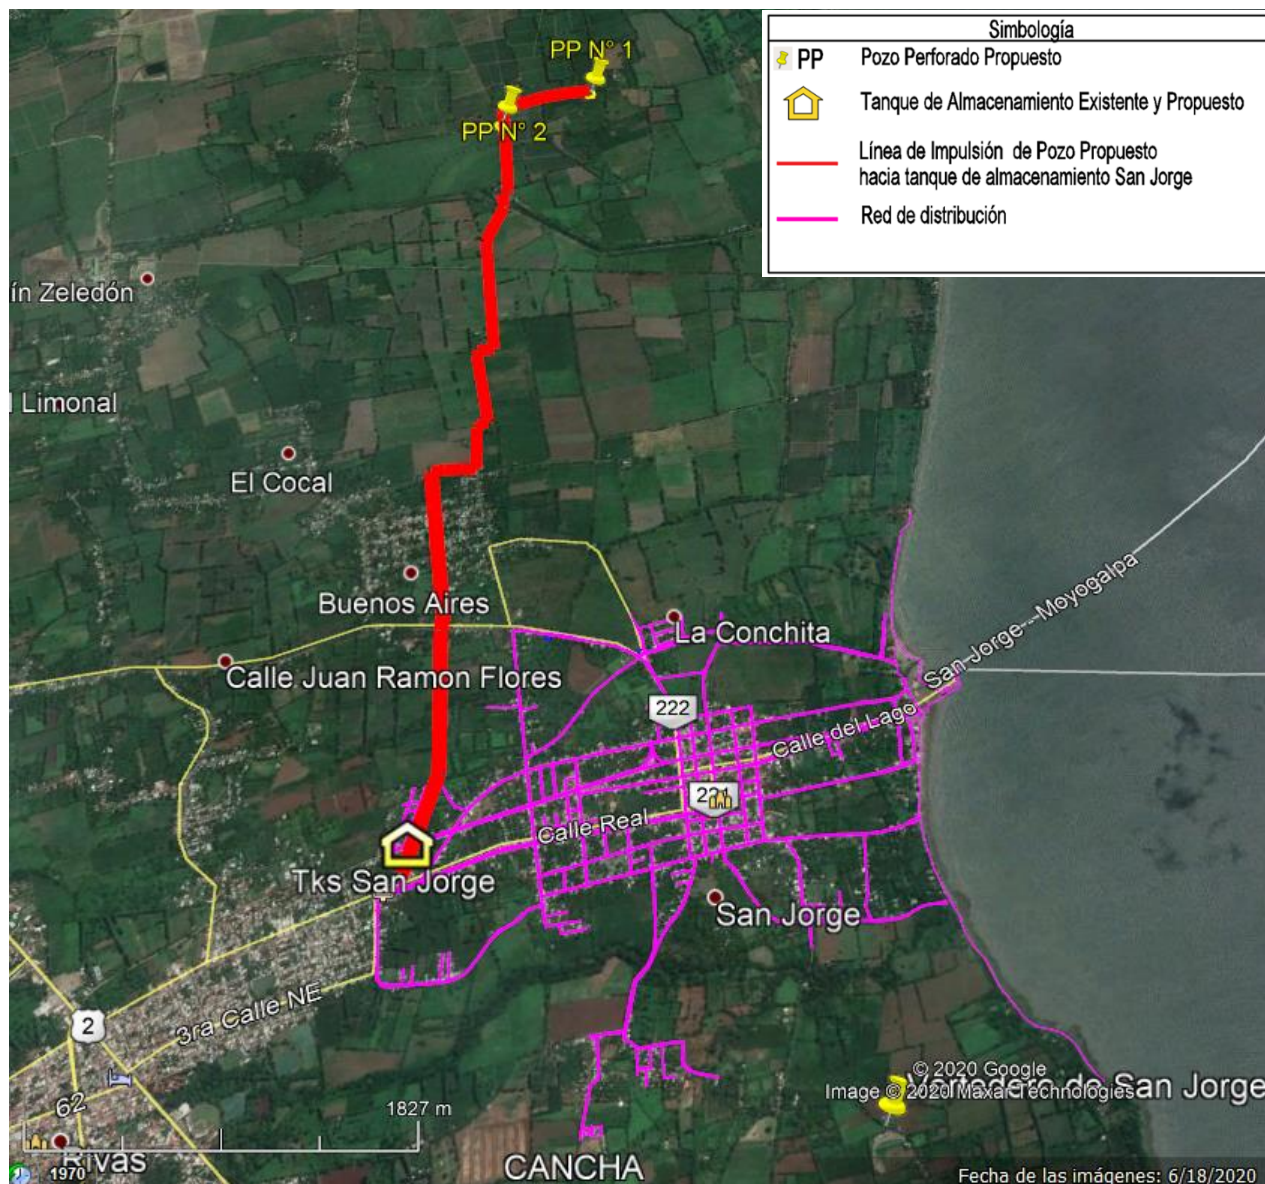 Simbología
PP Pozo Perforado Propuesto
Tanque de Almacenamiento Existente y Propuesto
Línea de Impulsión de Pozo Propuesto
hacia tanque de almacenamiento San Jorge
Red de distribución
PP N° 1
PP N° 2
ín Zeledón
l Limonal
El Cocal
Buenos Aires
La Conchita
San Jorge - Moyogalpa
Calle Juan Ramon Flores
222
Calle del Lago
221
Calle Real
Tks San Jorge
San Jorge
3ra Calle NE
2
© 2020 Google
Vertedero de San Jorge
Image © 2020 Maxar Technologies
62
1827 m
Rivas
1970
CANCHA
Fecha de las imágenes: 6/18/2020